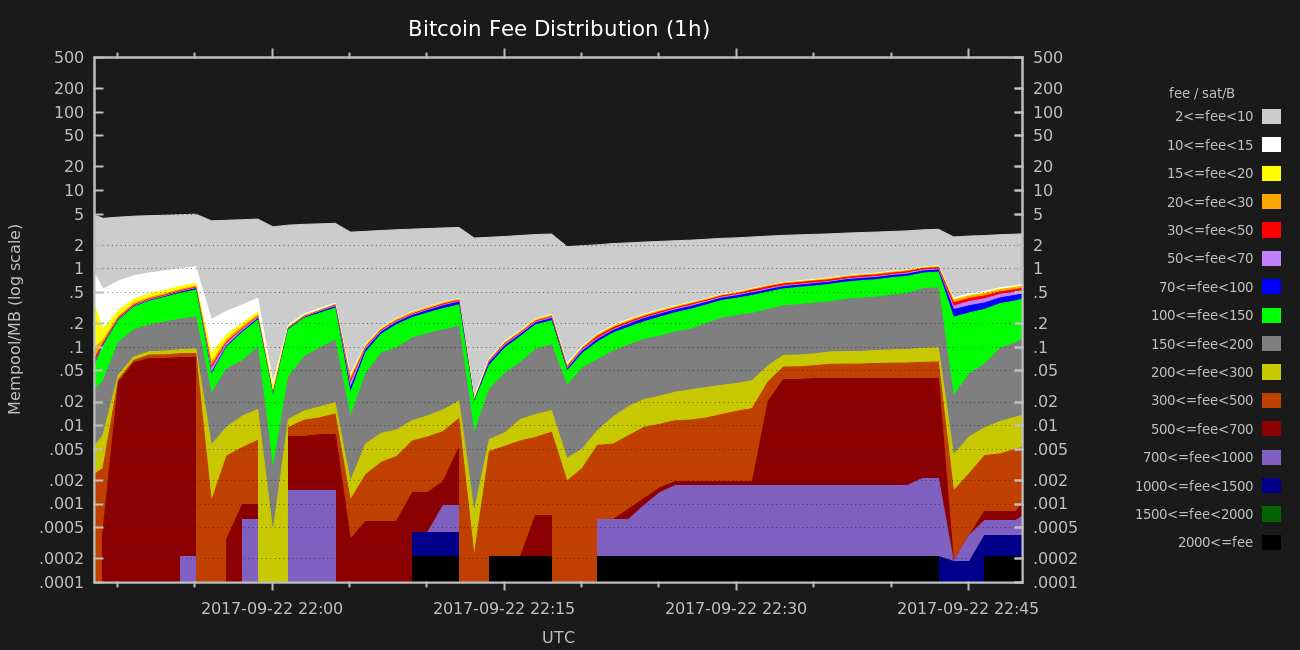 Bitcoin Fee Distribution (1h)
Mempool/MB (log scale)
500
200
100
50
20
10
5
2
1
.5
.2
.1
.05
.02
.01
.005
.002
.001
.0005
.0002
.0001
500
200
100
50
20
10
5
2
1
.5
.2
.1
.05
.02
.01
.005
.002
.001
.0005
.0002
.0001
2017-09-22 22:00
2017-09-22 22:15
2017-09-22 22:30
2017-09-22 22:45
UTC
fee / sat/B
2<=fee<10
10<=fee<15
15<=fee<20
20<=fee<30
30<=fee<50
50<=fee<70
70<=fee<100
100<=fee<150
150<=fee<200
200<=fee<300
300<=fee<500
500<=fee<700
700<=fee<1000
1000<=fee<1500
1500<=fee<2000
2000<=fee